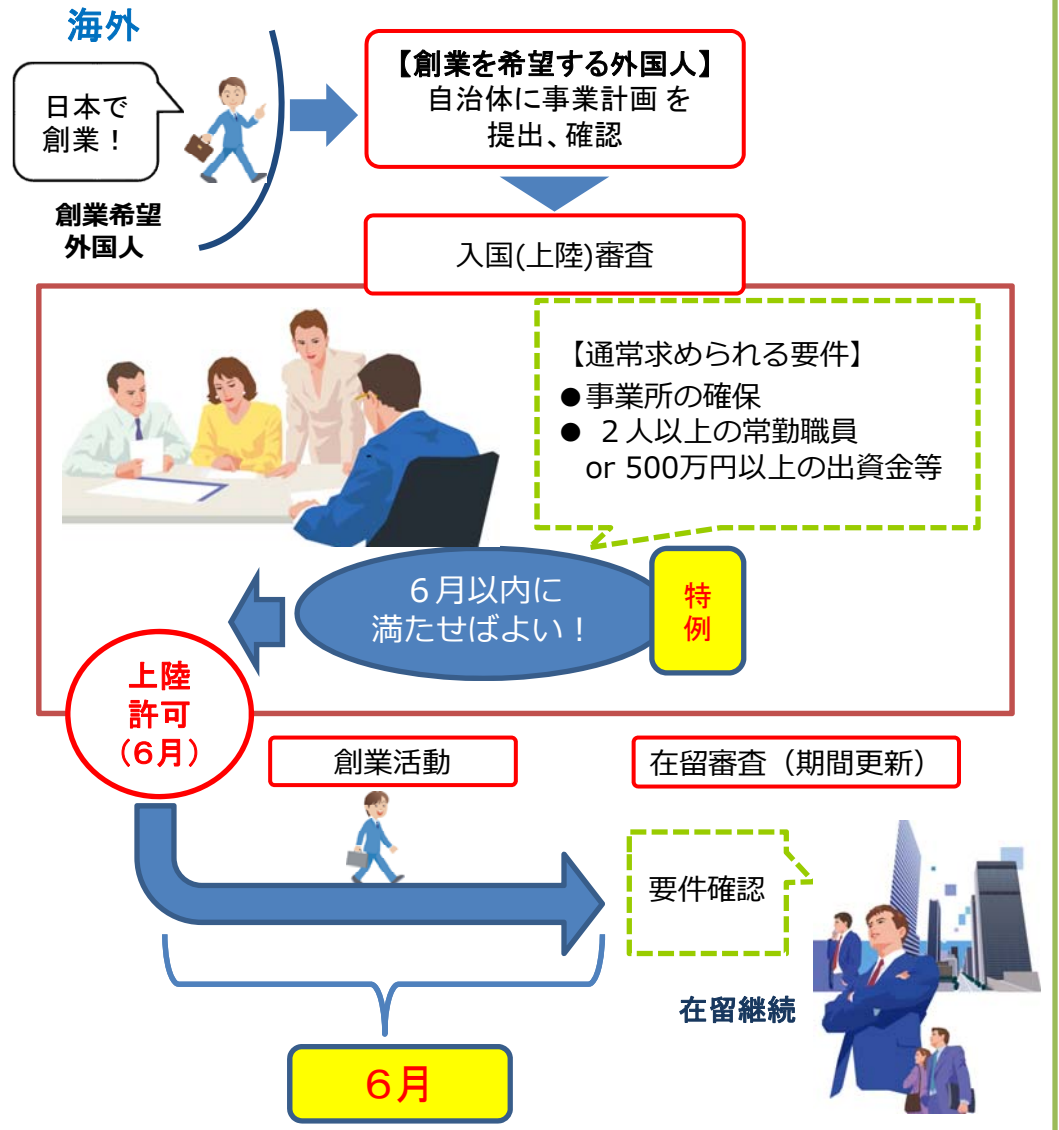 海外
日本で
創業！
創業希望
外国人
【創業を希望する外国人】
自治体に事業計画 を
提出、確認
入国(上陸)審査
【通常求められる要件】
●事業所の確保
● ２人以上の常勤職員
or 500万円以上の出資金等
６月以内に
満たせばよい！
特
例
上陸
許可
（６月）
創業活動
在留審査（期間更新）
要件確認
在留継続
６月